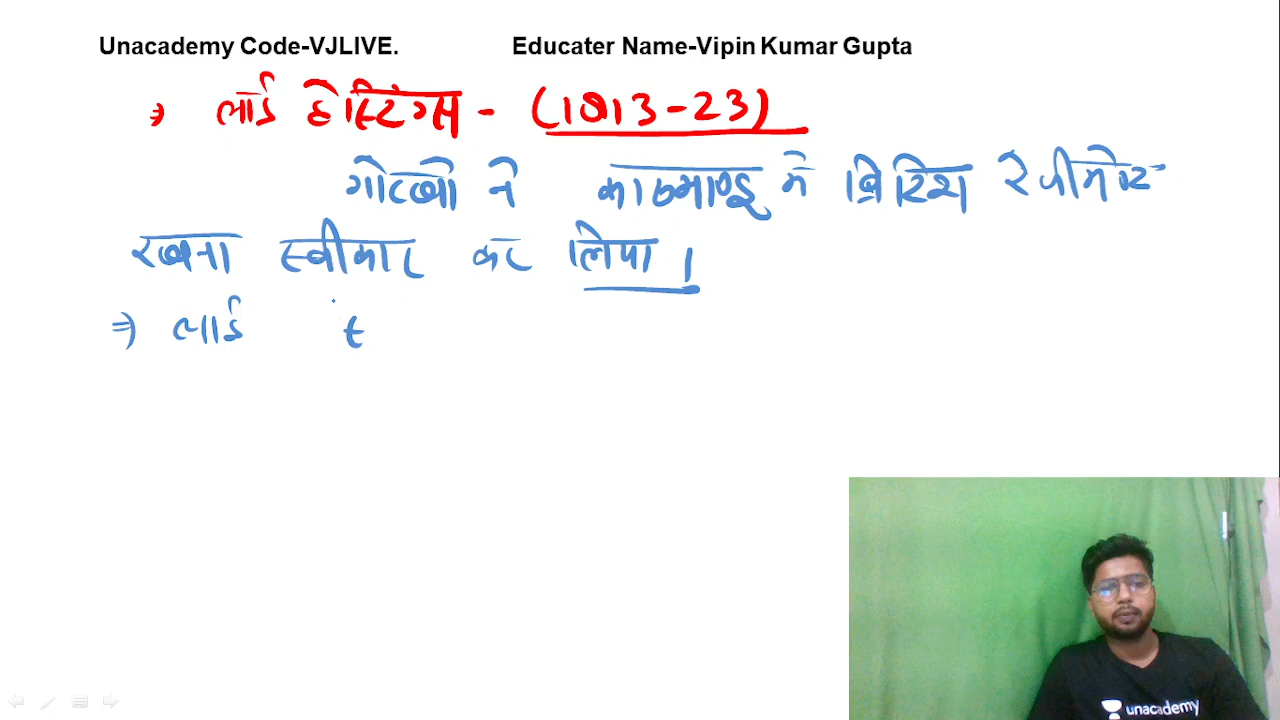 Unacademy Code-VJLIVE. Educater Name-Vipin Kumar Gupta
⇒ लार्ड हेस्टिंग्स - (1813-23)
गोरखो ने काठमाण्डू में ब्रिटिश रेजीमेंट
रखना स्वीकार कर लिया।
⇒ लार्ड
unacademy